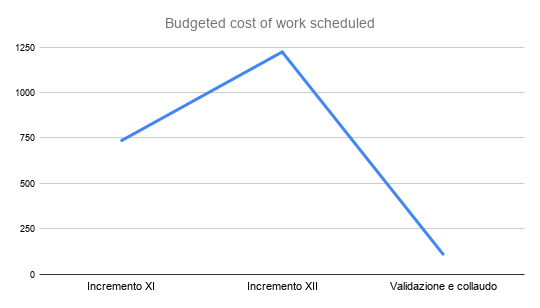 Budgeted cost of work scheduled
1250
1000
750
500
250
0
Incremento XI
Incremento XII
Validazione e collaudo